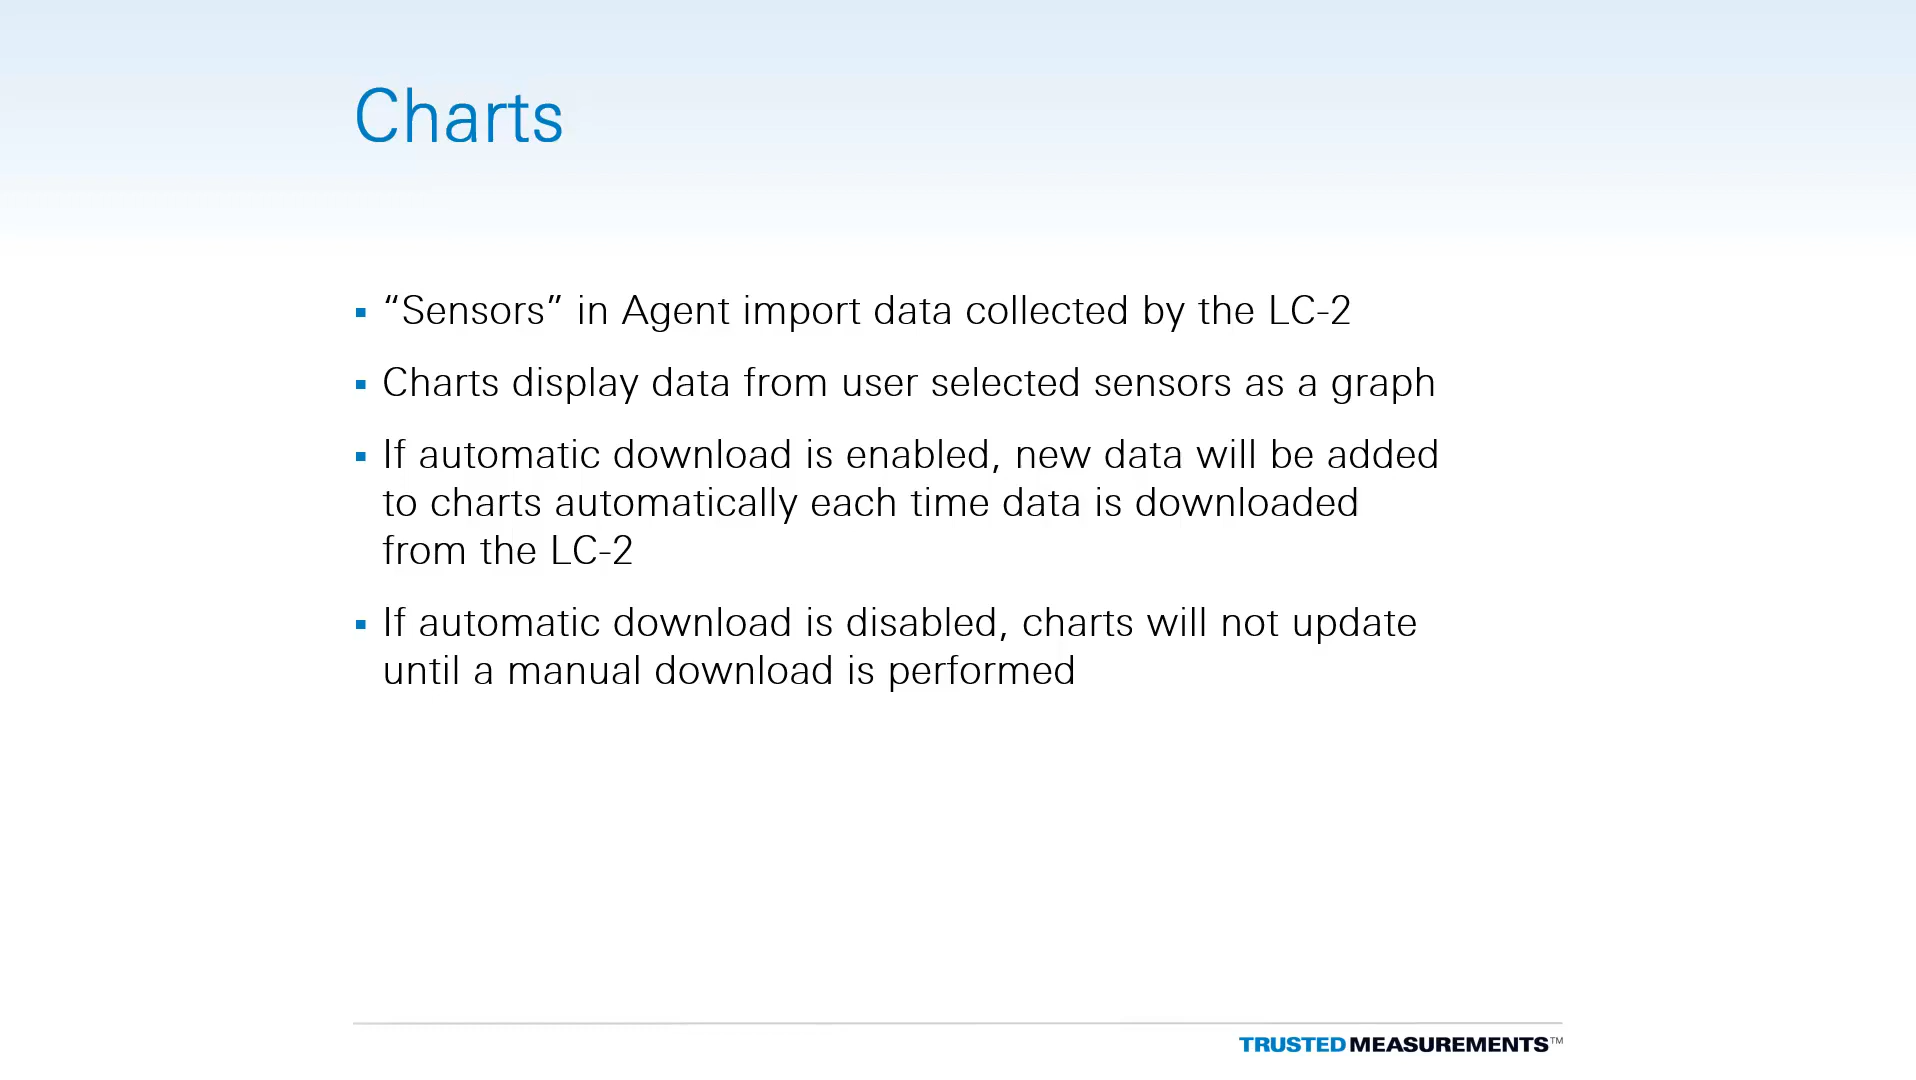 Charts
▪ “Sensors” in Agent import data collected by the LC-2
▪ Charts display data from user selected sensors as a graph
▪ If automatic download is enabled, new data will be added
to charts automatically each time data is downloaded
from the LC-2
▪ If automatic download is disabled, charts will not update
until a manual download is performed
TRUSTED MEASUREMENTS™